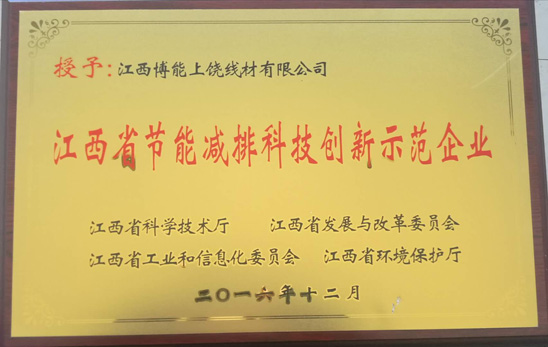 授予:江西博能上饶线材有限公司
江西省节能减排科技创新示范企业
江西省科学技术厅 江西省发展与改革委员会
江西省工业和信息化委员会 江西省环境保护厅
二〇一六年十二月